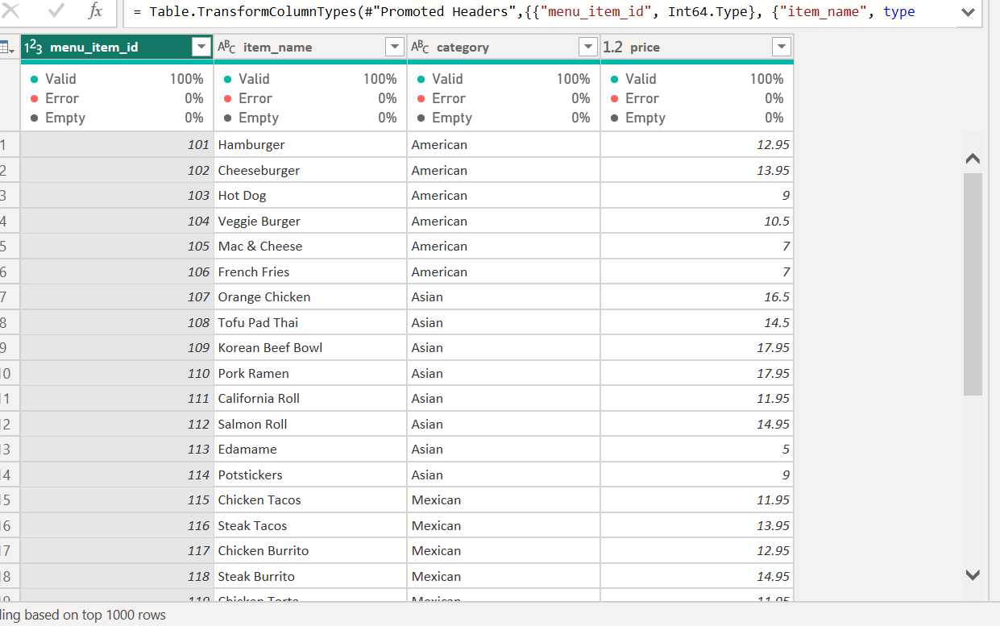 fx = Table.TransformColumnTypes(#"Promoted Headers",{{"menu_item_id", Int64.Type}, {"item_name", type
123 menu_item_id ABC item_name ABC category 1.2 price
Valid 100% Valid 100% Valid 100% Valid 100%
Error 0% Error 0% Error 0% Error 0%
Empty 0% Empty 0% Empty 0% Empty 0%
1 101 Hamburger American 12.95
2 102 Cheeseburger American 13.95
3 103 Hot Dog American 9
4 104 Veggie Burger American 10.5
5 105 Mac & Cheese American 7
6 106 French Fries American 7
7 107 Orange Chicken Asian 16.5
8 108 Tofu Pad Thai Asian 14.5
9 109 Korean Beef Bowl Asian 17.95
10 110 Pork Ramen Asian 17.95
11 111 California Roll Asian 11.95
12 112 Salmon Roll Asian 14.95
13 113 Edamame Asian 5
14 114 Potstickers Asian 9
15 115 Chicken Tacos Mexican 11.95
16 116 Steak Tacos Mexican 13.95
17 117 Chicken Burrito Mexican 12.95
18 118 Steak Burrito Mexican 14.95
19 119 Chicken Torta Mexican 11.95
ling based on top 1000 rows